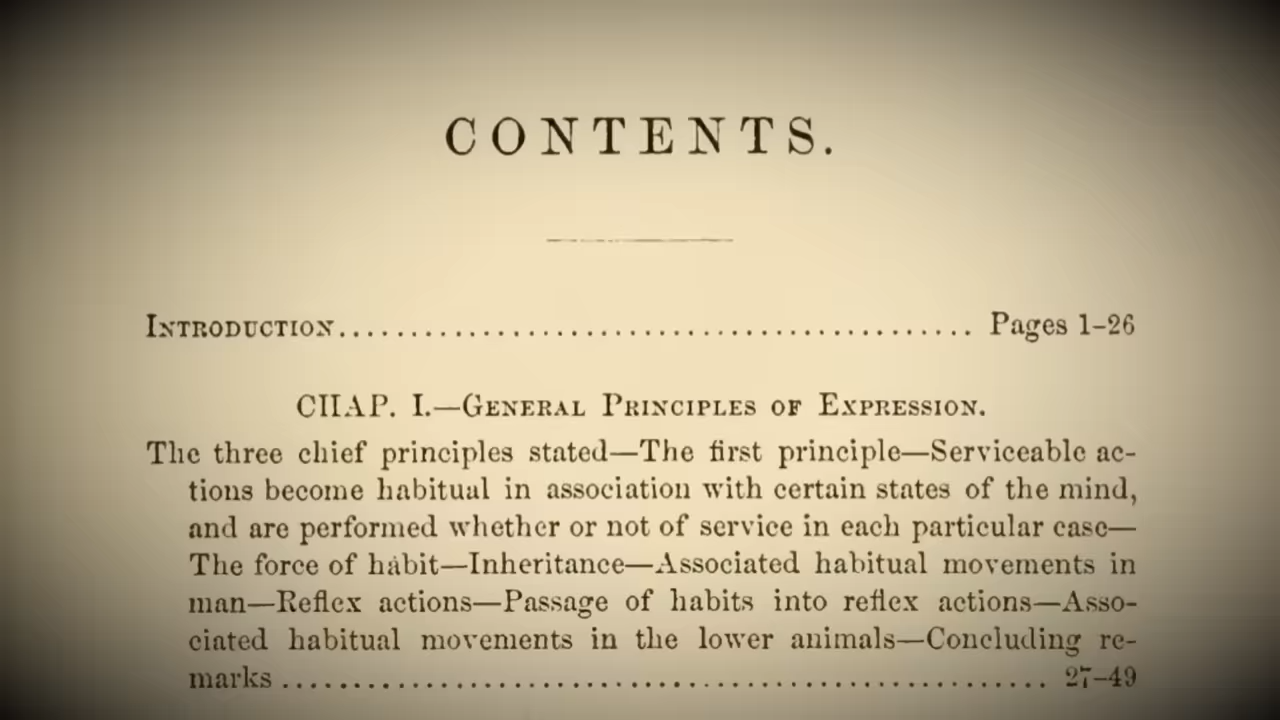 CONTENTS.
INTRODUCTION........................................ Pages 1–26
CHAP. I.—GENERAL PRINCIPLES OF EXPRESSION.
The three chief principles stated—The first principle—Serviceable ac-
tions become habitual in association with certain states of the mind,
and are performed whether or not of service in each particular case—
The force of habit—Inheritance—Associated habitual movements in
man—Reflex actions—Passage of habits into reflex actions—Asso-
ciated habitual movements in the lower animals—Concluding re-
marks ................................................ 27–49